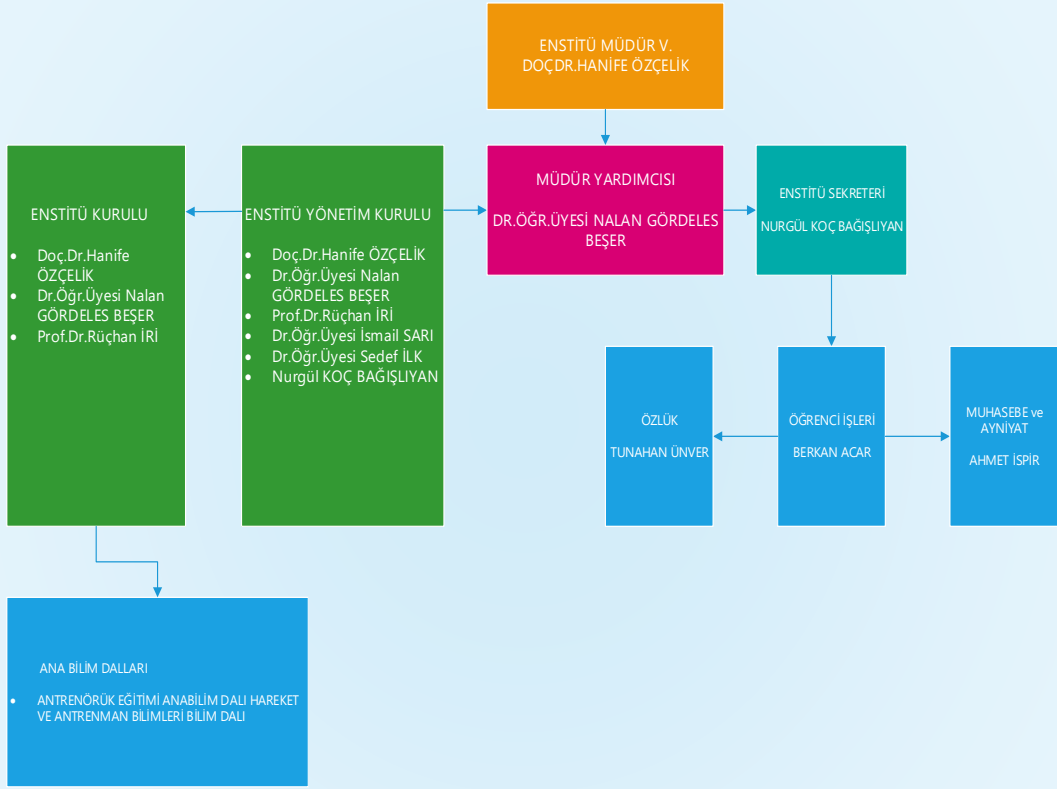 ENSTİTÜ MÜDÜR V.
DOÇDR.HANİFE ÖZÇELİK
ENSTİTÜ KURULU
• Doç.Dr.Hanife
ÖZÇELİK
• Dr.Öğr.Üyesi Nalan
GÖRDELES BEŞER
• Prof.Dr.Rüçhan İRİ
ENSTİTÜ YÖNETİM KURULU
• Doç.Dr.Hanife ÖZÇELİK
• Dr.Öğr.Üyesi Nalan
GÖRDELES BEŞER
• Prof.Dr.Rüçhan İRİ
• Dr.Öğr.Üyesi İsmail SARI
• Dr.Öğr.Üyesi Sedef İLK
• Nurgül KOÇ BAĞIŞLIYAN
MÜDÜR YARDIMCISI
DR.ÖĞR.ÜYESİ NALAN GÖRDELES
BEŞER
ENSTİTÜ SEKRETERİ
NURGÜL KOÇ BAĞIŞLIYAN
ÖZLÜK
TUNAHAN ÜNVER
ÖĞRENCİ İŞLERİ
BERKAN ACAR
MUHASEBE ve
AYNİYAT
AHMET İSPİR
ANA BİLİM DALLARI
• ANTRENÖRÜK EĞİTİMİ ANABİLİM DALI HAREKET
VE ANTRENMAN BİLİMLERİ BİLİM DALI